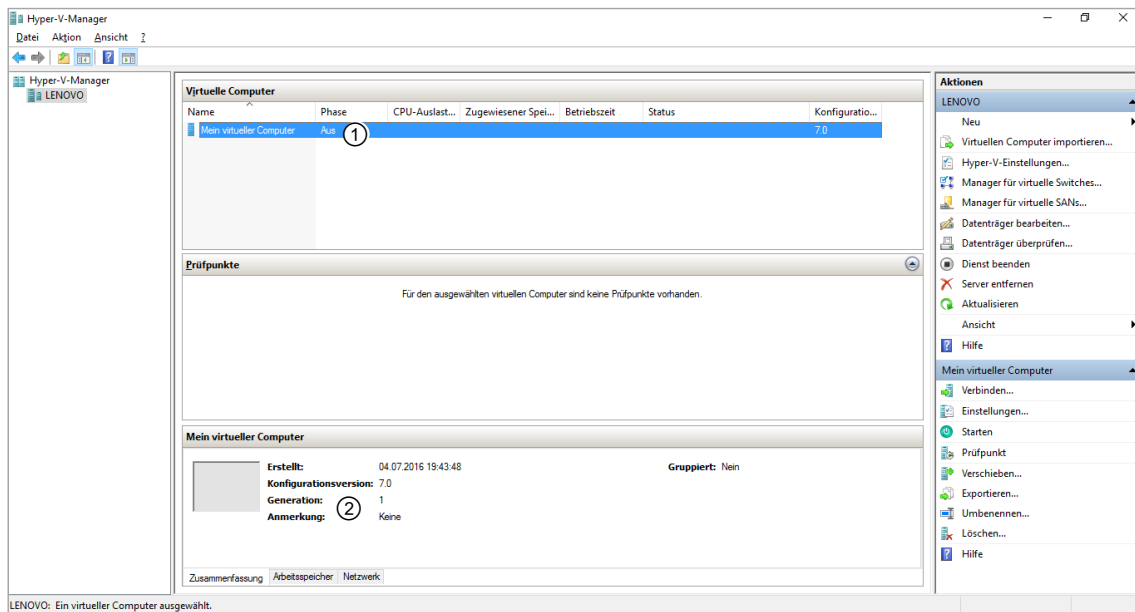 Hyper-V-Manager
Datei Aktion Ansicht ?
Hyper-V-Manager
LENOVO
Virtuelle Computer
Name Phase CPU-Auslast... Zugewiesener Spei... Betriebszeit Status Konfiguratio...
Mein virtueller Computer Aus 1 7.0
Prüfpunkte
Für den ausgewählten virtuellen Computer sind keine Prüfpunkte vorhanden.
Mein virtueller Computer
Erstellt: 04.07.2016 19:43:48 Gruppiert: Nein
Konfigurationsversion: 7.0
Generation: 1
2
Anmerkung: Keine
Zusammenfassung Arbeitsspeicher Netzwerk
Aktionen
LENOVO
Neu
Virtuellen Computer importieren...
Hyper-V-Einstellungen...
Manager für virtuelle Switches...
Manager für virtuelle SANs...
Datenträger bearbeiten...
Datenträger überprüfen...
Dienst beenden
Server entfernen
Aktualisieren
Ansicht
Hilfe
Mein virtueller Computer
Verbinden...
Einstellungen...
Starten
Prüfpunkt
Verschieben...
Exportieren...
Umbenennen...
Löschen...
Hilfe
LENOVO: Ein virtueller Computer ausgewählt.